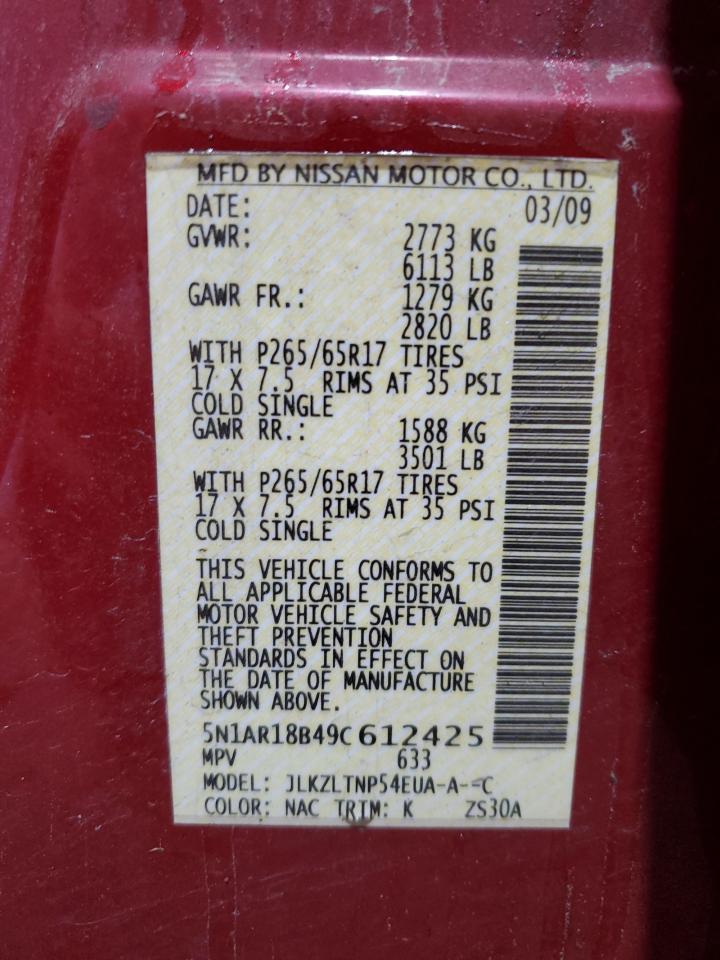 MFD BY NISSAN MOTOR CO., LTD.
DATE: 03/09
GVWR: 2773 KG
6113 LB
GAWR FR.: 1279 KG
2820 LB
WITH P265/65R17 TIRES
17 X 7.5 RIMS AT 35 PSI
COLD SINGLE
GAWR RR.: 1588 KG
3501 LB
WITH P265/65R17 TIRES
17 X 7.5 RIMS AT 35 PSI
COLD SINGLE
THIS VEHICLE CONFORMS TO
ALL APPLICABLE FEDERAL
MOTOR VEHICLE SAFETY AND
THEFT PREVENTION
STANDARDS IN EFFECT ON
THE DATE OF MANUFACTURE
SHOWN ABOVE.
5N1AR18B49C612425
MPV 633
MODEL: JLKZLTNP54EUA-A--C
COLOR: NAC TRIM: K ZS30A